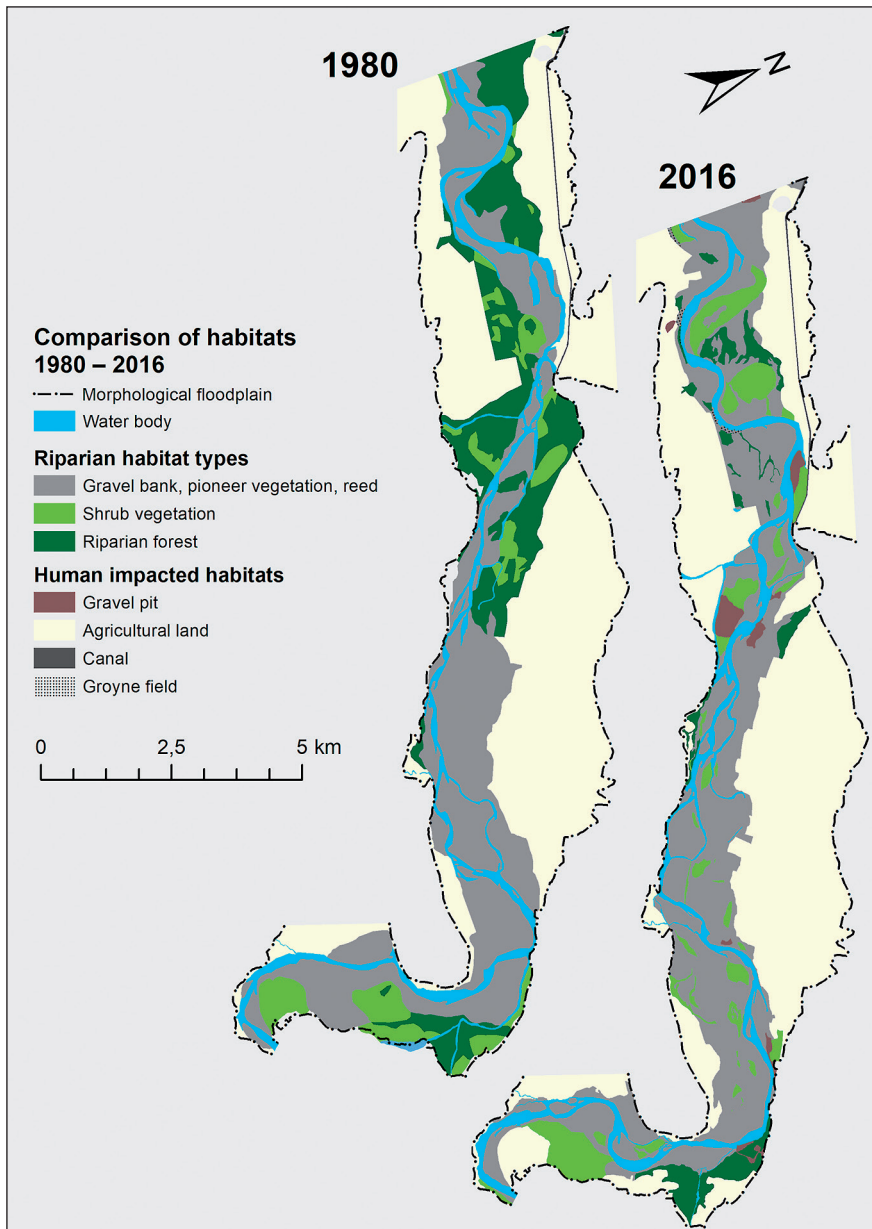 1980
N
2016
Comparison of habitats
1980 – 2016
Morphological floodplain
Water body
Riparian habitat types
Gravel bank, pioneer vegetation, reed
Shrub vegetation
Riparian forest
Human impacted habitats
Gravel pit
Agricultural land
Canal
Groyne field
0 2,5 5 km